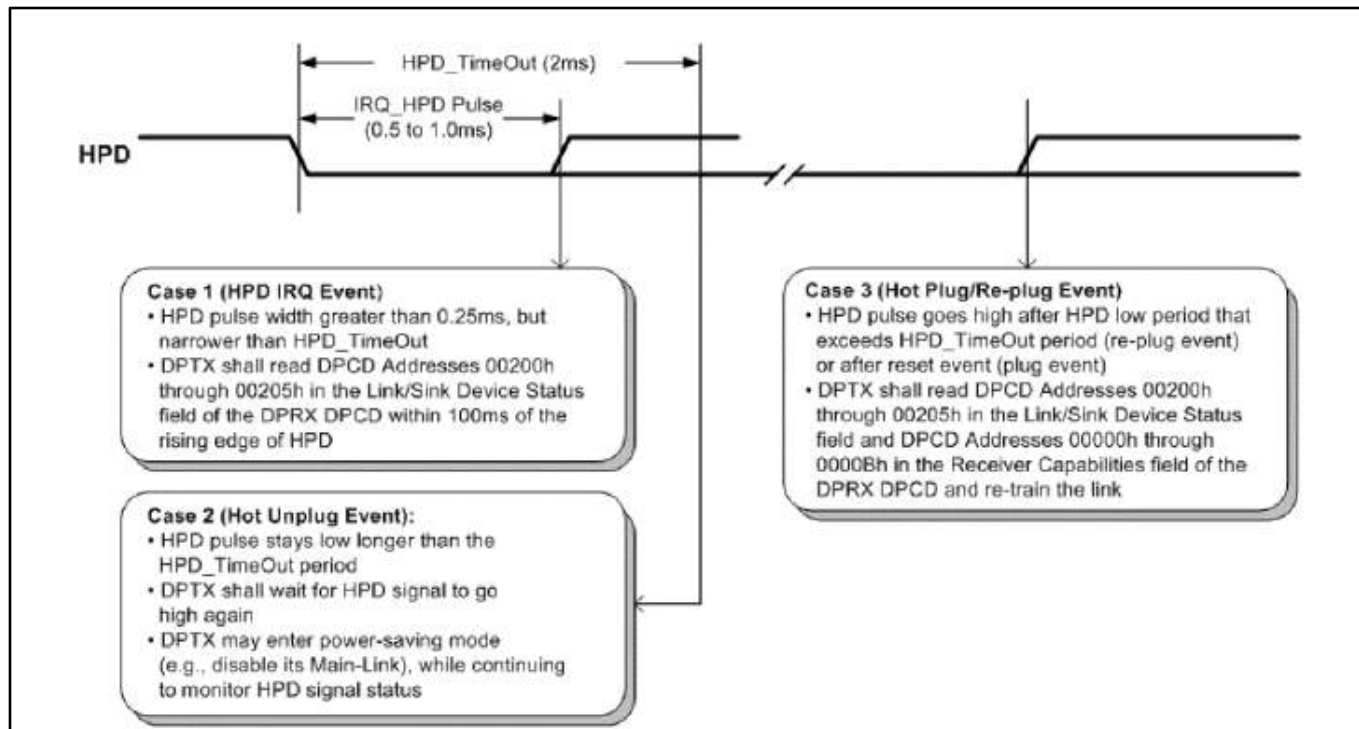 HPD_TimeOut (2ms)
IRQ_HPD Pulse
(0.5 to 1.0ms)
HPD
Case 1 (HPD IRQ Event)
• HPD pulse width greater than 0.25ms, but
narrower than HPD_TimeOut
• DPTX shall read DPCD Addresses 00200h
through 00205h in the Link/Sink Device Status
field of the DPRX DPCD within 100ms of the
rising edge of HPD
Case 2 (Hot Unplug Event):
• HPD pulse stays low longer than the
HPD_TimeOut period
• DPTX shall wait for HPD signal to go
high again
• DPTX may enter power-saving mode
(e.g., disable its Main-Link), while continuing
to monitor HPD signal status
Case 3 (Hot Plug/Re-plug Event)
• HPD pulse goes high after HPD low period that
exceeds HPD_TimeOut period (re-plug event)
or after reset event (plug event)
• DPTX shall read DPCD Addresses 00200h
through 00205h in the Link/Sink Device Status
field and DPCD Addresses 00000h through
0000Bh in the Receiver Capabilities field of the
DPRX DPCD and re-train the link